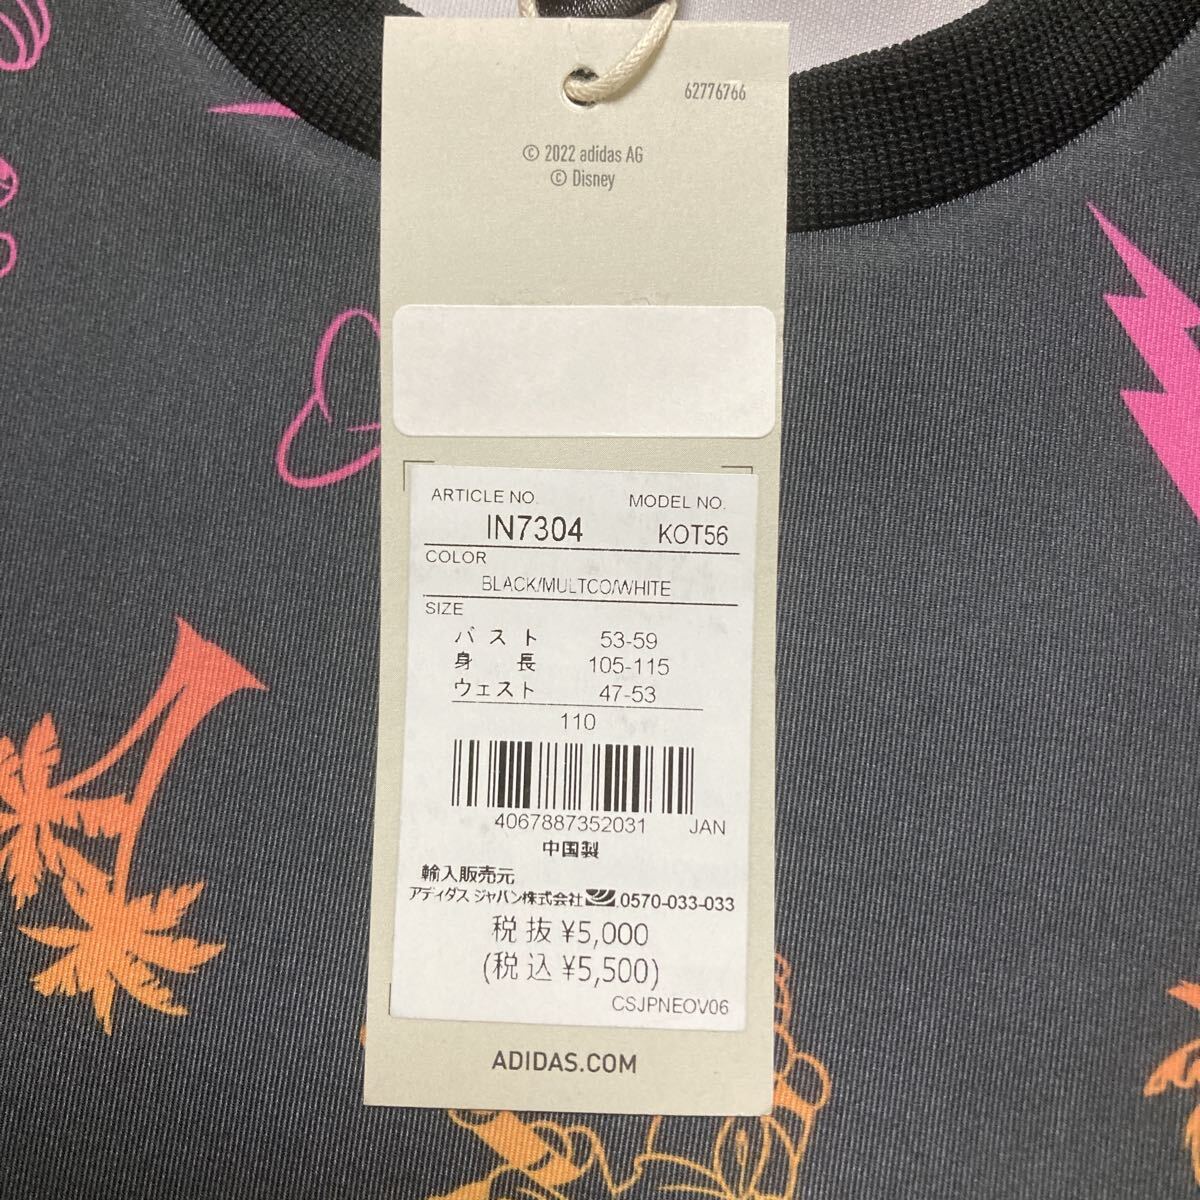 62776766
© 2022 adidas AG
© Disney
ARTICLE NO. MODEL NO.
IN7304 KOT56
COLOR
BLACK/MULTCO/WHITE
SIZE
バスト 53-59
身長 105-115
ウェスト 47-53
110
4067887352031 JAN
中国製
輸入販売元
アディダス ジャパン株式会社 0570-033-033
税抜 ¥5,000
(税込 ¥5,500)
CSJPNEOV06
ADIDAS.COM